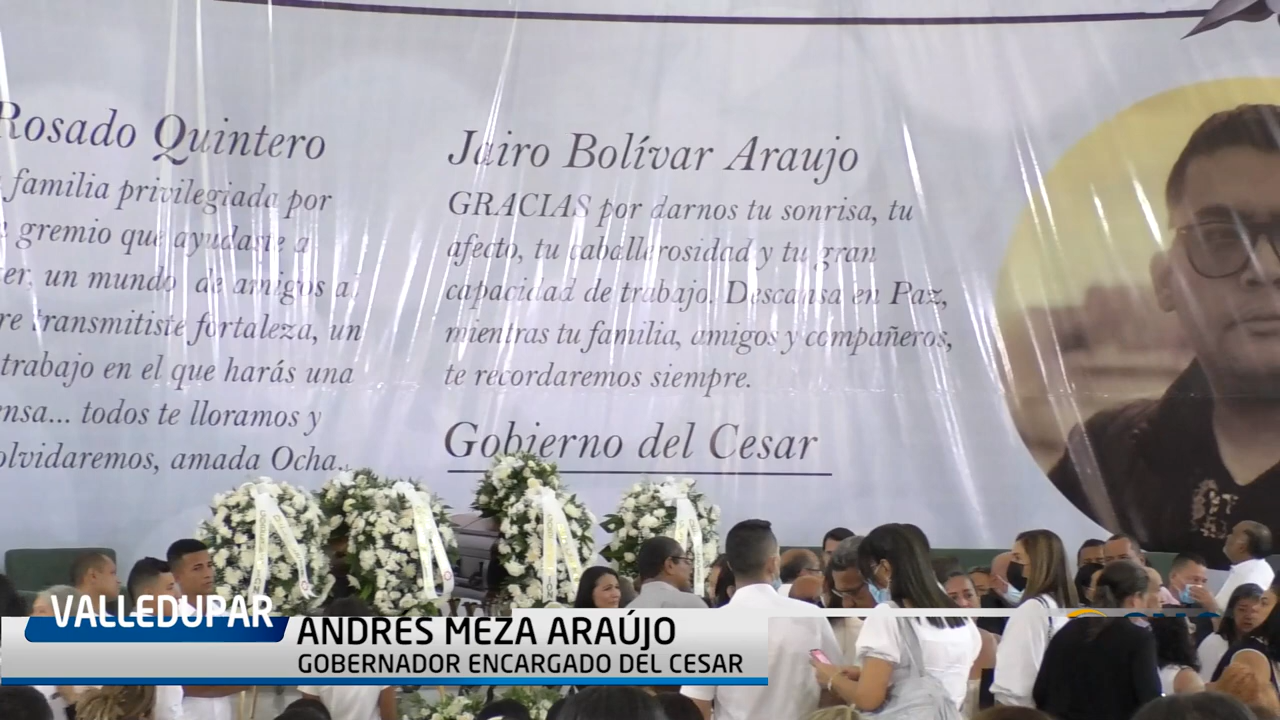 Rosado Quintero
familia privilegiada por
gremio que ayudaste a
un mundo de amigos a
transmitiste fortaleza, un
trabajo en el que harás una
todos te lloramos y
olvidaremos, amada Ocha.
Jairo Bolívar Araujo
GRACIAS por darnos tu sonrisa, tu
afecto, tu caballerosidad y tu gran
capacidad de trabajo. Descansa en Paz,
mientras tu familia, amigos y compañeros,
te recordaremos siempre.
Gobierno del Cesar
VALLEDUPAR
ANDRÉS MEZA ARAÚJO
GOBERNADOR ENCARGADO DEL CESAR